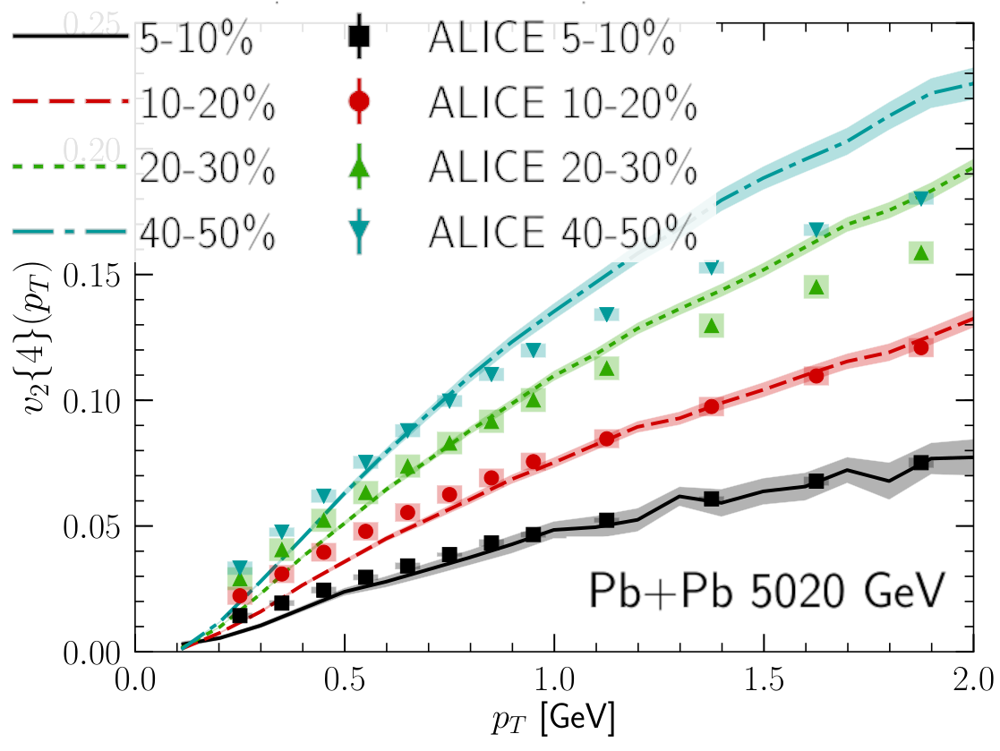 0.25
5-10% ALICE 5-10%
10-20% ALICE 10-20%
0.20
20-30% ALICE 20-30%
40-50% ALICE 40-50%
0.15
v₂{4}(p_T)
0.10
0.05
Pb+Pb 5020 GeV
0.00
0.0 0.5 1.0 1.5 2.0
p_T [GeV]